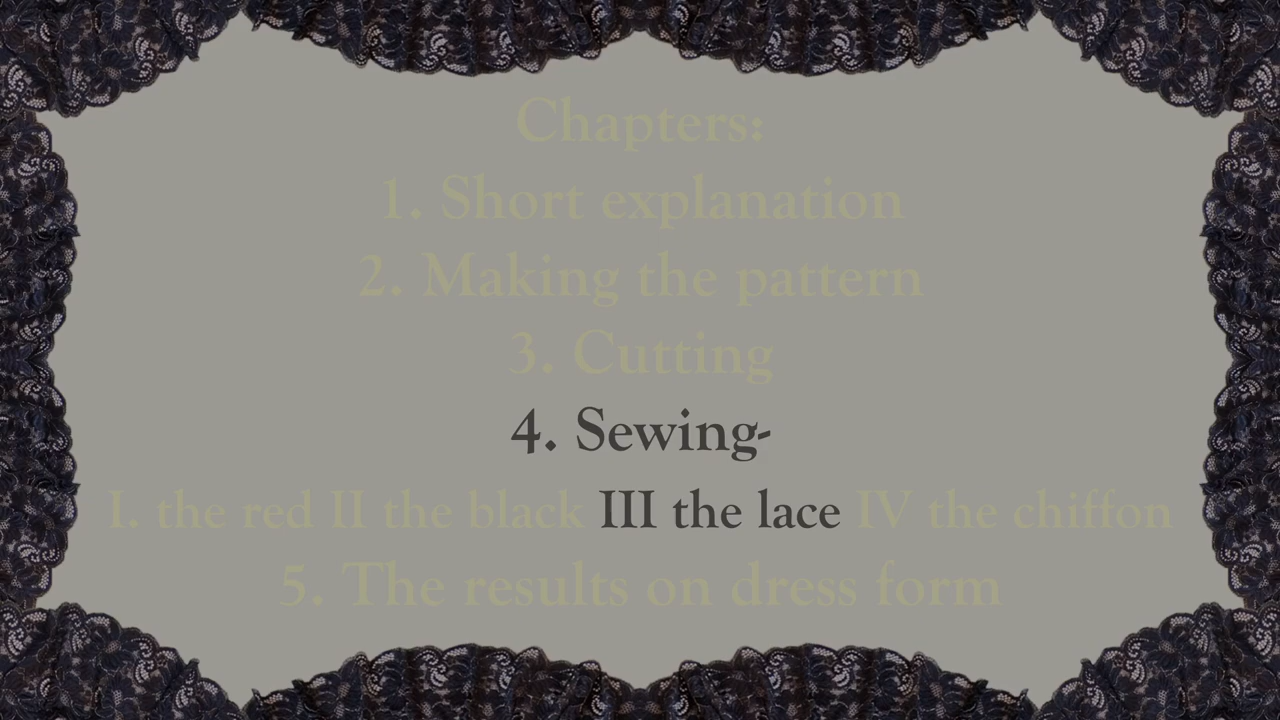 Chapters:
1. Short explanation
2. Making the pattern
3. Cutting
4. Sewing-
I. the red II the black III the lace IV the chiffon
5. The results on dress form